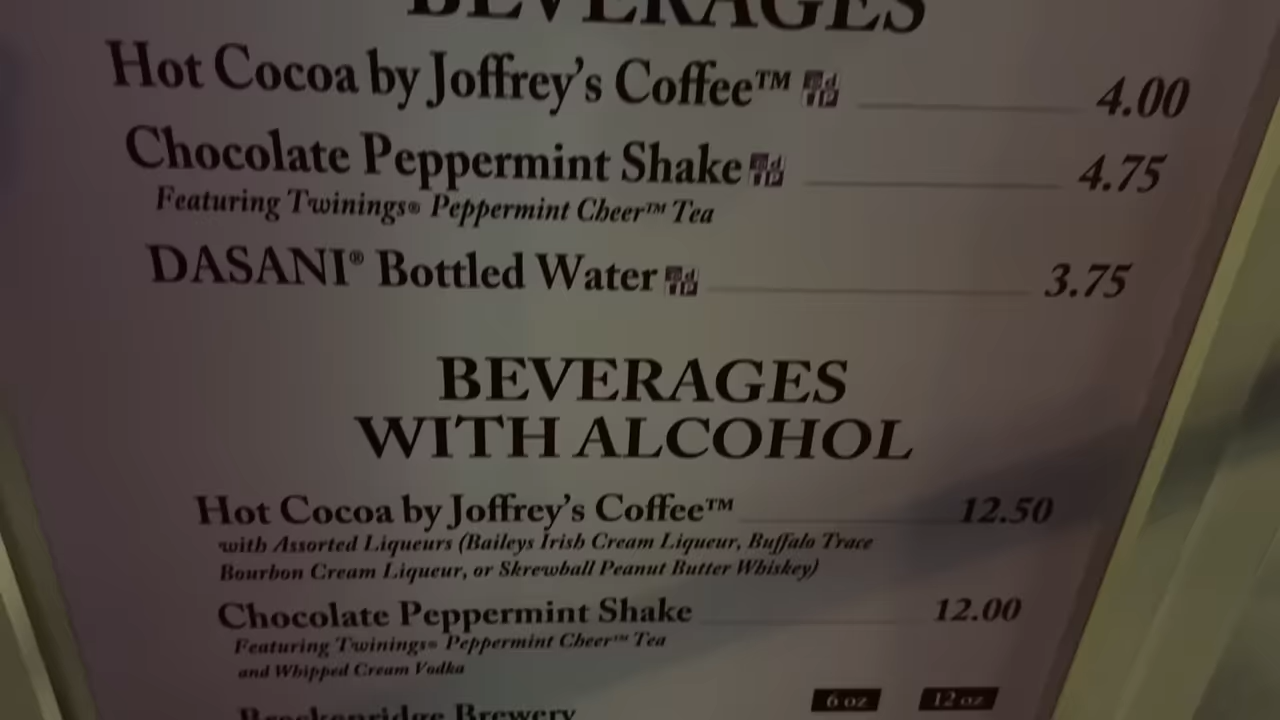 BEVERAGES
Hot Cocoa by Joffrey's Coffee™ 4.00
Chocolate Peppermint Shake 4.75
Featuring Twinings® Peppermint Cheer™ Tea
DASANI® Bottled Water 3.75
BEVERAGES
WITH ALCOHOL
Hot Cocoa by Joffrey's Coffee™ 12.50
with Assorted Liqueurs (Baileys Irish Cream Liqueur, Buffalo Trace
Bourbon Cream Liqueur, or Skrewball Peanut Butter Whiskey)
Chocolate Peppermint Shake 12.00
Featuring Twinings® Peppermint Cheer™ Tea
and Whipped Cream Vodka
6 oz 12 oz
Breckenridge Brewery